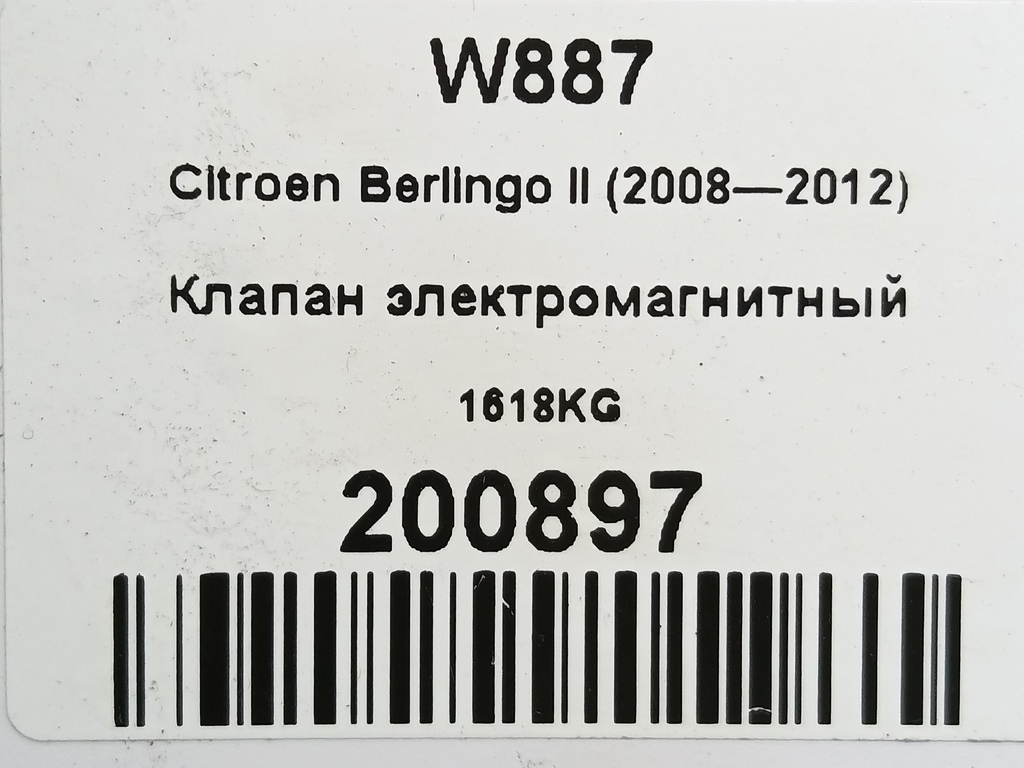 W887
Citroen Berlingo II (2008—2012)
Клапан электромагнитный
1618KG
200897